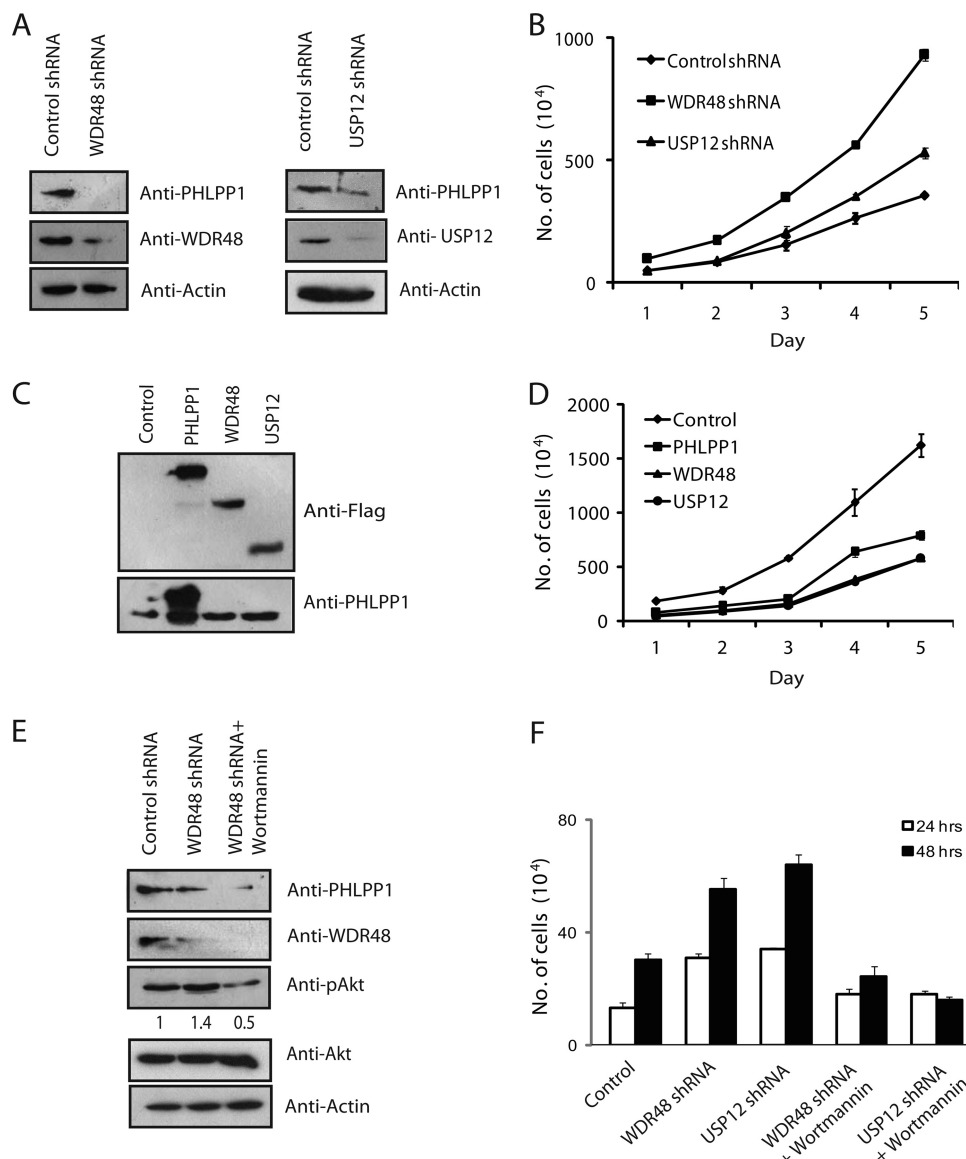 A
Control shRNA
WDR48 shRNA
Anti-PHLPP1
Anti-WDR48
Anti-Actin
control shRNA
USP12 shRNA
Anti-PHLPP1
Anti- USP12
Anti-Actin
B
No. of cells (10⁴)
1000
500
0
Control shRNA
WDR48 shRNA
USP12 shRNA
1 2 3 4 5
Day
C
Control
PHLPP1
WDR48
USP12
Anti-Flag
Anti-PHLPP1
D
No. of cells (10⁴)
2000
1500
1000
500
0
Control
PHLPP1
WDR48
USP12
1 2 3 4 5
Day
E
Control shRNA
WDR48 shRNA
WDR48 shRNA+
Wortmannin
Anti-PHLPP1
Anti-WDR48
Anti-pAkt
1 1.4 0.5
Anti-Akt
Anti-Actin
F
No. of cells (10⁴)
80
40
0
24 hrs
48 hrs
Control
WDR48 shRNA
USP12 shRNA
WDR48 shRNA
+ Wortmannin
USP12 shRNA
+ Wortmannin